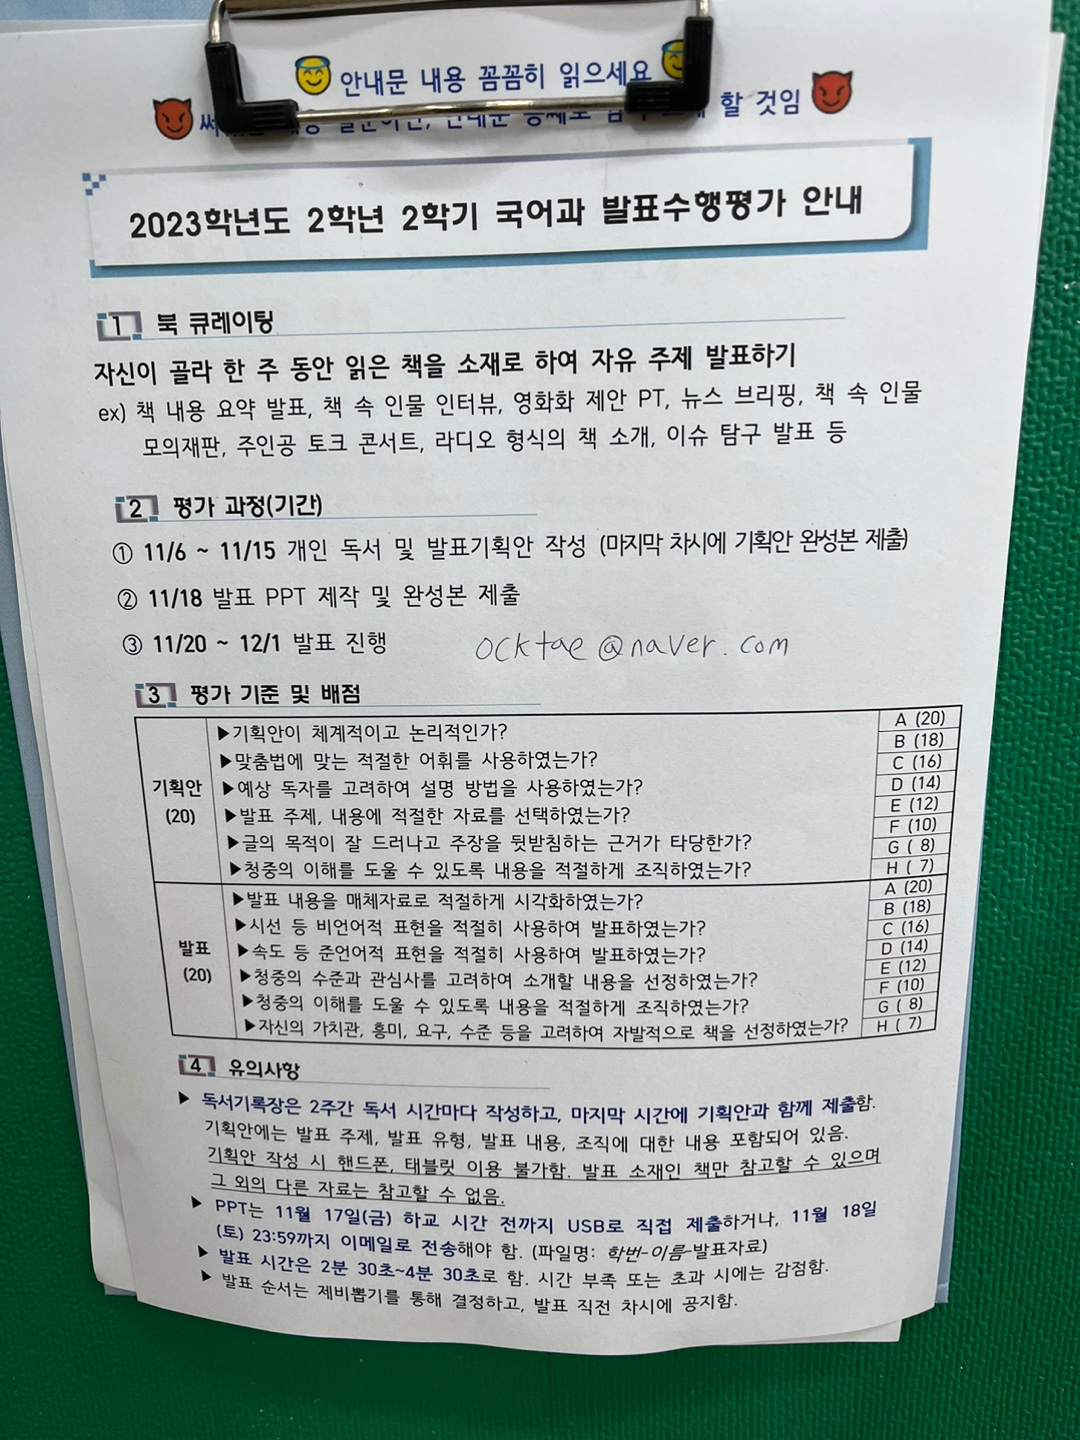 안내문 내용 꼼꼼히 읽으세요
할 것임
2023학년도 2학년 2학기 국어과 발표수행평가 안내
1 북 큐레이팅
자신이 골라 한 주 동안 읽은 책을 소재로 하여 자유 주제 발표하기
ex) 책 내용 요약 발표, 책 속 인물 인터뷰, 영화화 제안 PT, 뉴스 브리핑, 책 속 인물
모의재판, 주인공 토크 콘서트, 라디오 형식의 책 소개, 이슈 탐구 발표 등
2 평가 과정(기간)
① 11/6 ~ 11/15 개인 독서 및 발표기획안 작성 (마지막 차시에 기획안 완성본 제출)
② 11/18 발표 PPT 제작 및 완성본 제출
③ 11/20 ~ 12/1 발표 진행 ocktae@naver.com
3 평가 기준 및 배점
기획안
(20)
▶기획안이 체계적이고 논리적인가?
▶맞춤법에 맞는 적절한 어휘를 사용하였는가?
▶예상 독자를 고려하여 설명 방법을 사용하였는가?
▶발표 주제, 내용에 적절한 자료를 선택하였는가?
▶글의 목적이 잘 드러나고 주장을 뒷받침하는 근거가 타당한가?
▶청중의 이해를 도울 수 있도록 내용을 적절하게 조직하였는가?
A (20)
B (18)
C (16)
D (14)
E (12)
F (10)
G ( 8)
H ( 7)
발표
(20)
▶발표 내용을 매체자료로 적절하게 시각화하였는가?
▶시선 등 비언어적 표현을 적절히 사용하여 발표하였는가?
▶속도 등 준언어적 표현을 적절히 사용하여 발표하였는가?
▶청중의 수준과 관심사를 고려하여 소개할 내용을 선정하였는가?
▶청중의 이해를 도울 수 있도록 내용을 적절하게 조직하였는가?
▶자신의 가치관, 흥미, 요구, 수준 등을 고려하여 자발적으로 책을 선정하였는가?
A (20)
B (18)
C (16)
D (14)
E (12)
F (10)
G ( 8)
H ( 7)
4 유의사항
▶ 독서기록장은 2주간 독서 시간마다 작성하고, 마지막 시간에 기획안과 함께 제출함.
기획안에는 발표 주제, 발표 유형, 발표 내용, 조직에 대한 내용 포함되어 있음.
기획안 작성 시 핸드폰, 태블릿 이용 불가함. 발표 소재인 책만 참고할 수 있으며
그 외의 다른 자료는 참고할 수 없음.
▶ PPT는 11월 17일(금) 하교 시간 전까지 USB로 직접 제출하거나, 11월 18일
(토) 23:59까지 이메일로 전송해야 함. (파일명: 학번-이름-발표자료)
▶ 발표 시간은 2분 30초~4분 30초로 함. 시간 부족 또는 초과 시에는 감점함.
▶ 발표 순서는 제비뽑기를 통해 결정하고, 발표 직전 차시에 공지함.